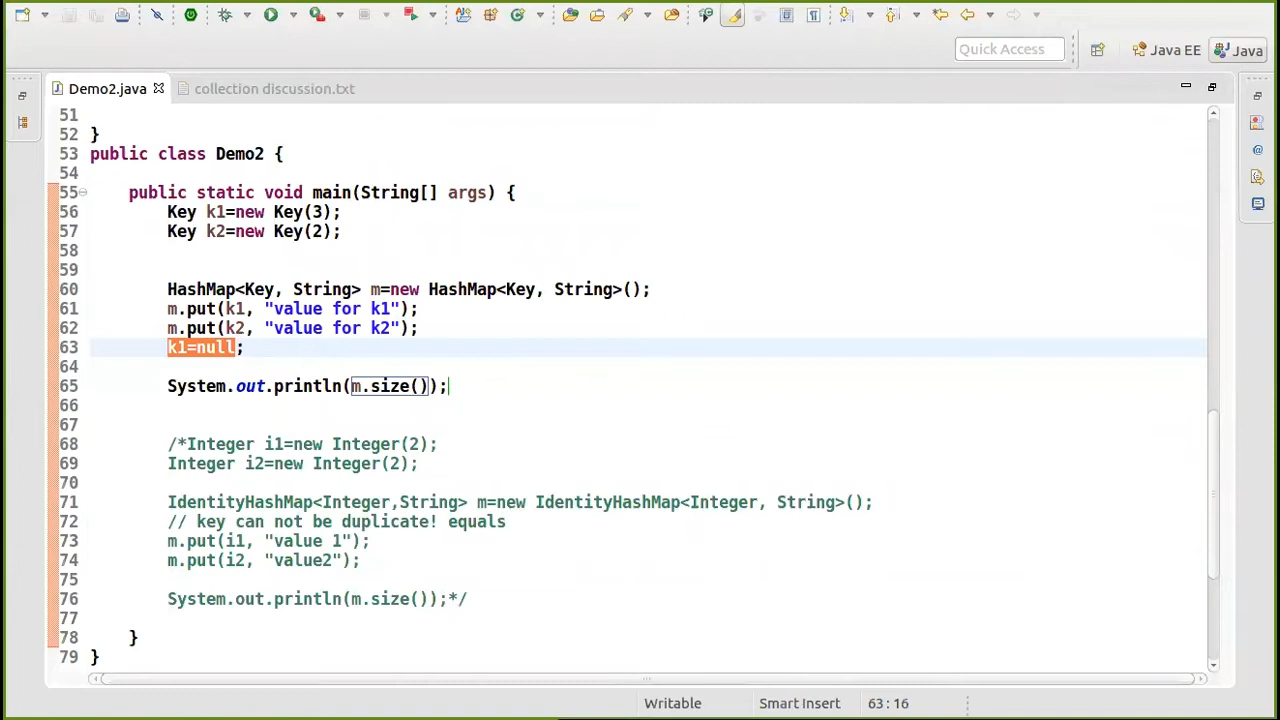 Quick Access
Java EE
Java
Demo2.java
collection discussion.txt
51
52 }
53 public class Demo2 {
54
55 public static void main(String[] args) {
56 Key k1=new Key(3);
57 Key k2=new Key(2);
58
59
60 HashMap<Key, String> m=new HashMap<Key, String>();
61 m.put(k1, "value for k1");
62 m.put(k2, "value for k2");
63 k1=null;
64
65 System.out.println(m.size());
66
67
68 /*Integer i1=new Integer(2);
69 Integer i2=new Integer(2);
70
71 IdentityHashMap<Integer,String> m=new IdentityHashMap<Integer, String>();
72 // key can not be duplicate! equals
73 m.put(i1, "value 1");
74 m.put(i2, "value2");
75
76 System.out.println(m.size());*/
77
78 }
79 }
Writable
Smart Insert
63 : 16